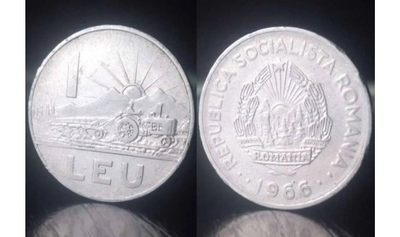 1
LEU
REPUBLICA SOCIALISTA ROMANIA
ROMANIA
1966